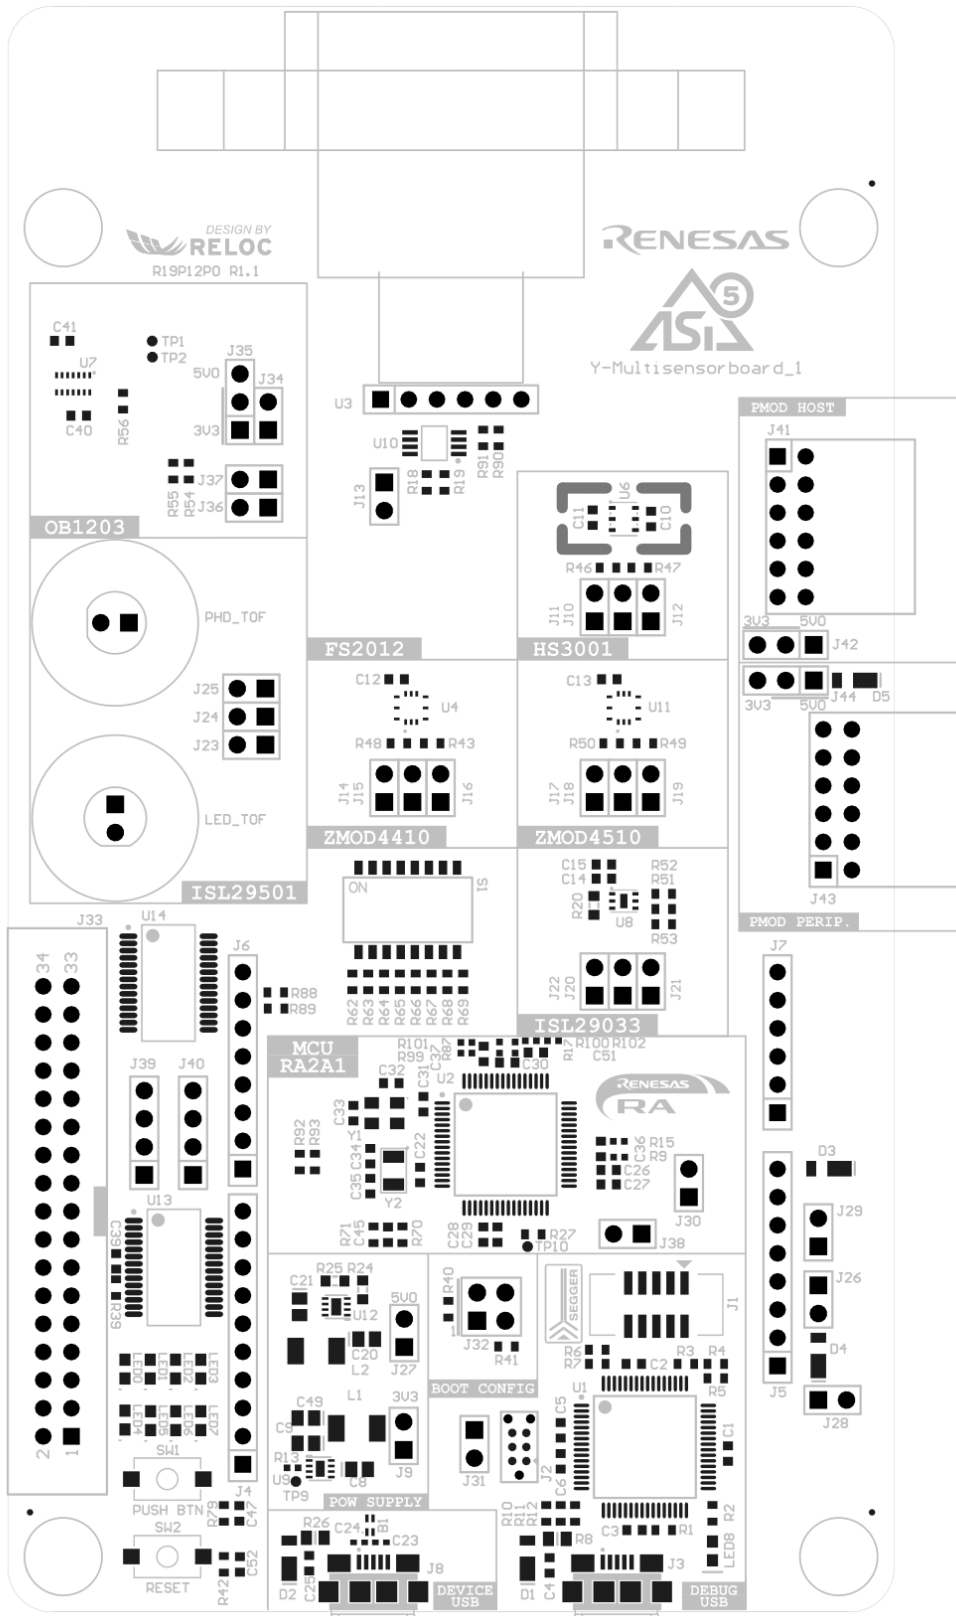 DESIGN BY
RELOC
R19P12P0 R1.1
RENESAS
5
ASID
Y-Multisensorboard_1
C41
TP1
TP2
U7
J35
5V0
J34
U3
C40
R56
3V3
U10
R91
R90
PMOD HOST
J41
J37
R55
R54
J36
R18
R19
J13
OB1203
U6
C11
C10
R46
R47
PHD_TOF
J11
J10
J12
3V3
5V0
J42
FS2012
HS3001
J25
J24
J23
C12
U4
C13
U11
J44
D5
3V3
5V0
R48
R43
R50
R49
J14
J15
J16
J17
J18
J19
LED_TOF
ZMOD4410
ZMOD4510
ISL29501
ON
S1
C15
C14
R52
R51
R20
U8
R53
J43
PMOD PERIP.
J33
U14
J6
J7
34
33
R88
R89
R62
R63
R64
R65
R66
R67
R68
R69
J22
J20
J21
ISL29033
MCU
RA2A1
R101
R99
C37
R87
C30
R17
R100
R102
C51
J39
J40
C32
C31
U2
RENESAS
RA
C33
Y1
R92
R93
C34
C35
C22
Y2
C36
R15
R9
C26
C27
D3
J30
U13
C39
R71
C45
R70
C28
C29
R27
TP10
J38
J29
R39
C21
R25
R24
U12
5V0
R40
1
J32
R41
SEGGER
J1
J26
C20
L2
J27
R6
R7
C2
R3
R4
R5
D4
J5
LED0
LED1
LED2
LED3
BOOT CONFIG
U1
C49
L1
3V3
C9
J9
C5
C6
C1
J28
LED4
LED5
LED6
LED7
J31
J2
2
1
SW1
R13
U9
TP9
C8
PUSH BTN
J4
POW SUPPLY
R79
C47
R10
R11
R12
R2
SW2
R26
C24
B1
C23
R8
C3
R1
LED8
RESET
R42
C52
D2
C25
J8
DEVICE
USB
D1
C4
J3
DEBUG
USB